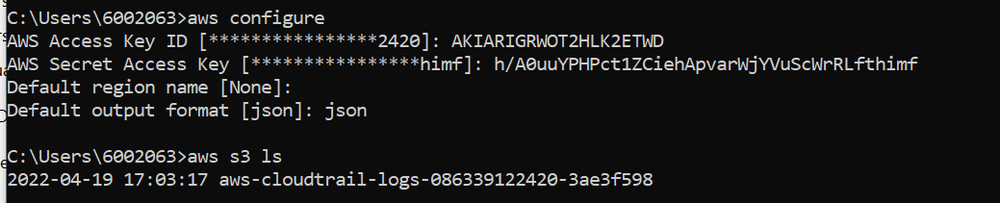 C:\Users\6002063>aws configure
AWS Access Key ID [****************2420]: AKIARIGRWOT2HLK2ETWD
AWS Secret Access Key [****************himf]: 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
Default region name [None]:
Default output format [json]: json
C:\Users\6002063>aws s3 ls
2022-04-19 17:03:17 aws-cloudtrail-logs-086339122420-3ae3f598